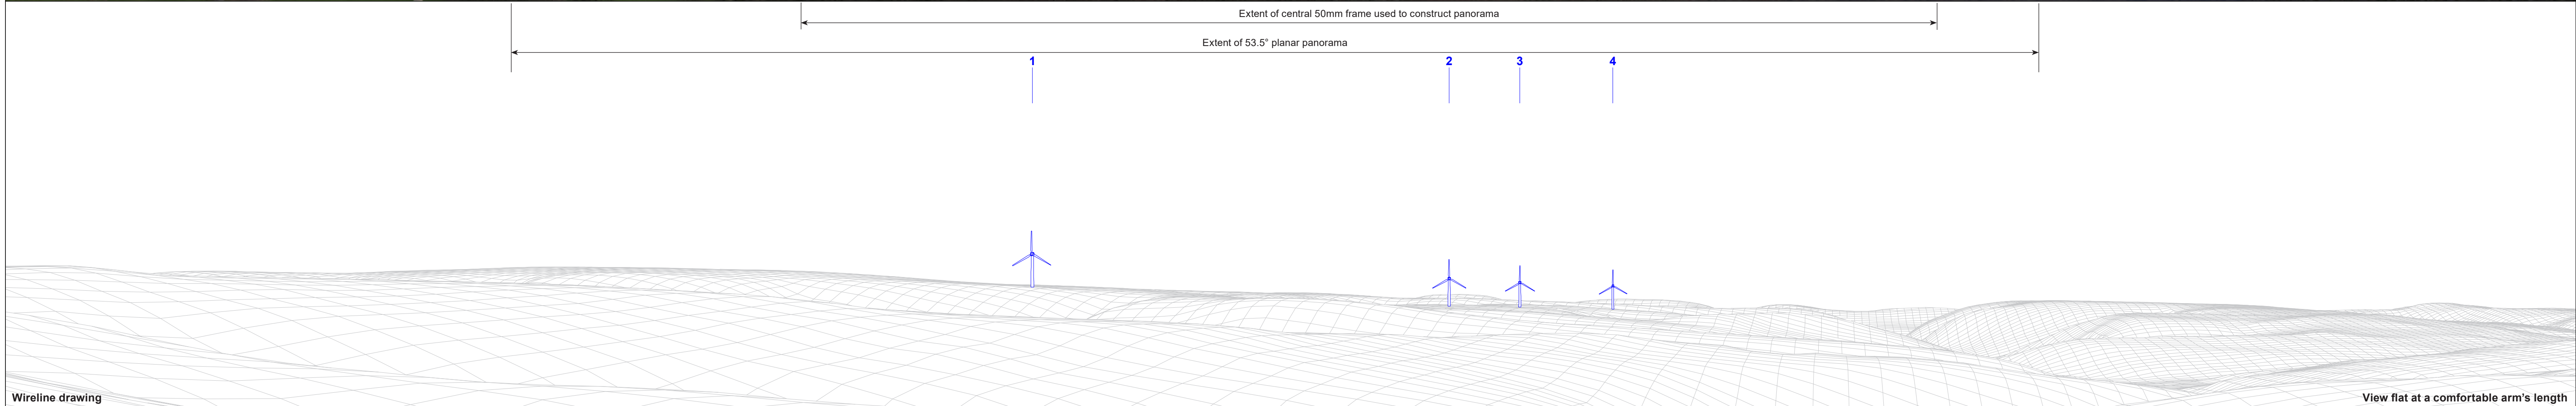 Extent of central 50mm frame used to construct panorama
Extent of 53.5° planar panorama
1 2 3 4
Wireline drawing View flat at a comfortable arm’s length